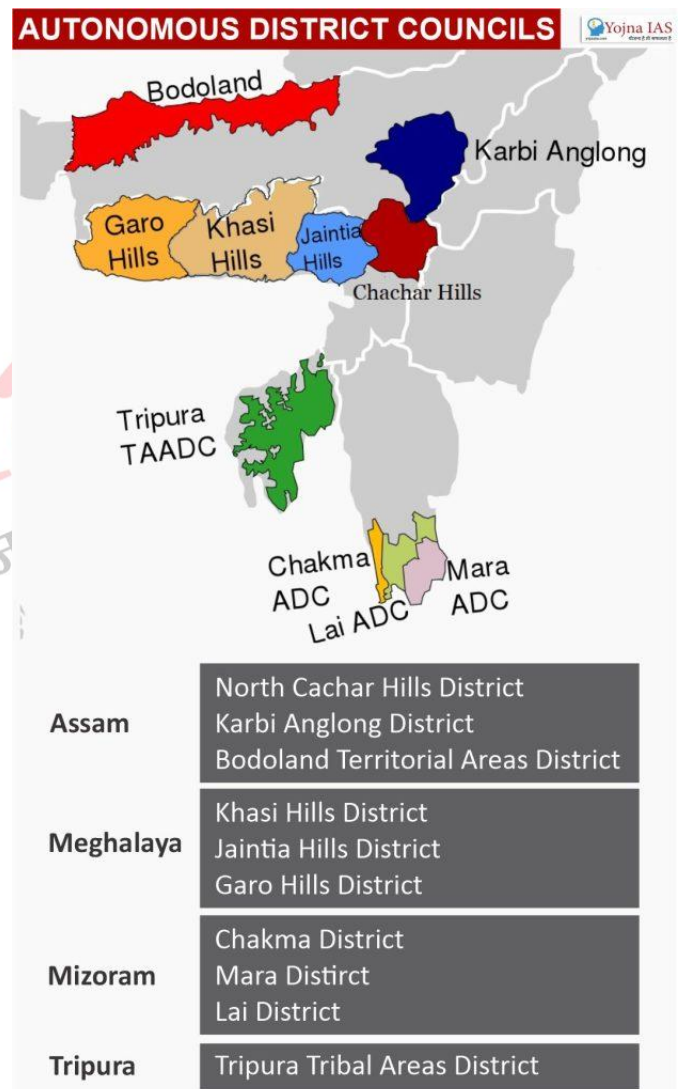 AUTONOMOUS DISTRICT COUNCILS
Yojna IAS
Bodoland
Karbi Anglong
Garo
Hills
Khasi
Hills
Jaintia
Hills
Chachar Hills
Tripura
TAADC
Chakma
ADC
Lai ADC
Mara
ADC
Assam
North Cachar Hills District
Karbi Anglong District
Bodoland Territorial Areas District
Meghalaya
Khasi Hills District
Jaintia Hills District
Garo Hills District
Mizoram
Chakma District
Mara Distirct
Lai District
Tripura
Tripura Tribal Areas District